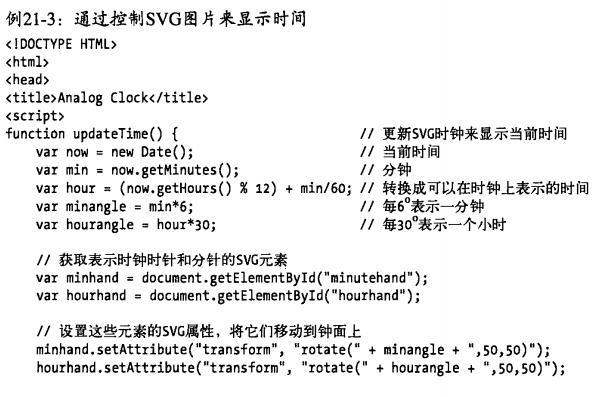 例21-3：通过控制SVG图片来显示时间
<!DOCTYPE HTML>
<html>
<head>
<title>Analog Clock</title>
<script>
function updateTime() { // 更新SVG时钟来显示当前时间
    var now = new Date(); // 当前时间
    var min = now.getMinutes(); // 分钟
    var hour = (now.getHours() % 12) + min/60; // 转换成可以在时钟上表示的时间
    var minangle = min*6; // 每6°表示一分钟
    var hourangle = hour*30; // 每30°表示一个小时
    // 获取表示时钟时针和分针的SVG元素
    var minhand = document.getElementById("minutehand");
    var hourhand = document.getElementById("hourhand");
    // 设置这些元素的SVG属性，将它们移动到钟面上
    minhand.setAttribute("transform", "rotate(" + minangle + ",50,50)");
    hourhand.setAttribute("transform", "rotate(" + hourangle + ",50,50)");